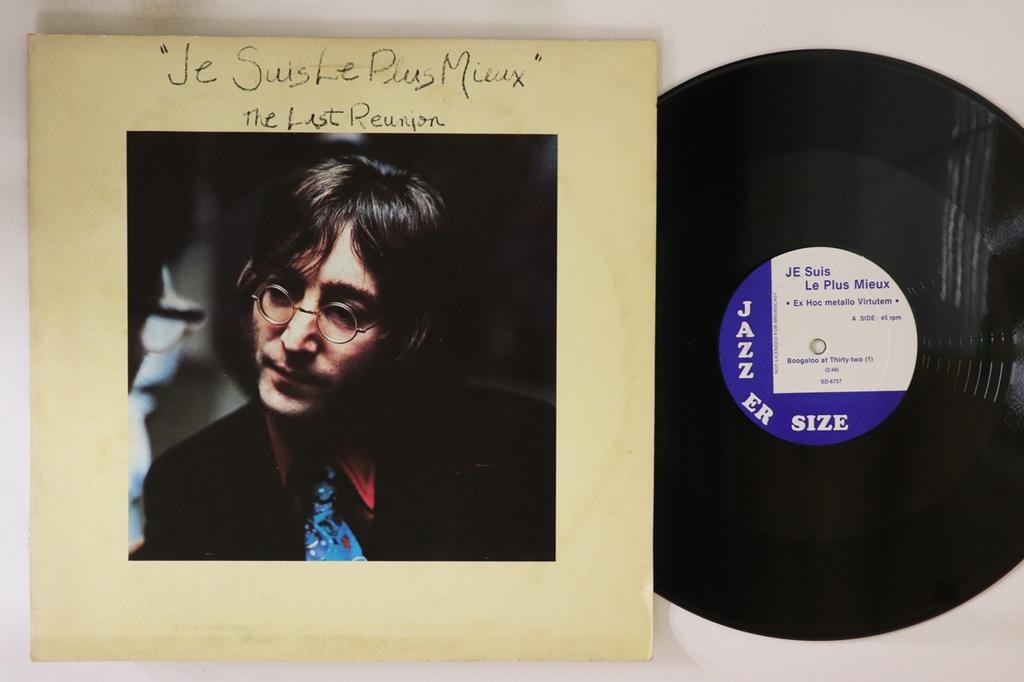 "Je Suis Le Plus Mieux"
The Last Reunion
JE Suis
Le Plus Mieux
• Ex Hoc metallo Virtutem •
A SIDE - 45 rpm
NOT LICENSED FOR BROADCAST
Boogaloo at Thirty-two (1)
(3:46)
SD-6757
JAZZ ER SIZE